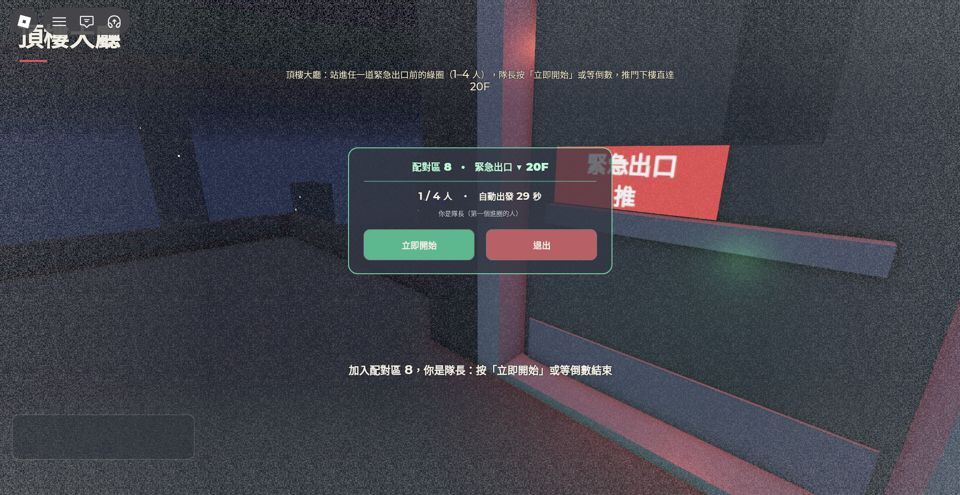 頂樓大廳
頂樓大廳：站進任一道緊急出口前的綠圈（1–4 人），隊長按「立即開始」或等倒數，推門下樓直達
20F
配對區 8 • 緊急出口 ▼ 20F
1 / 4 人 • 自動出發 29 秒
你是隊長（第一個進圈的人）
立即開始
退出
緊急出口
推
加入配對區 8，你是隊長：按「立即開始」或等倒數結束